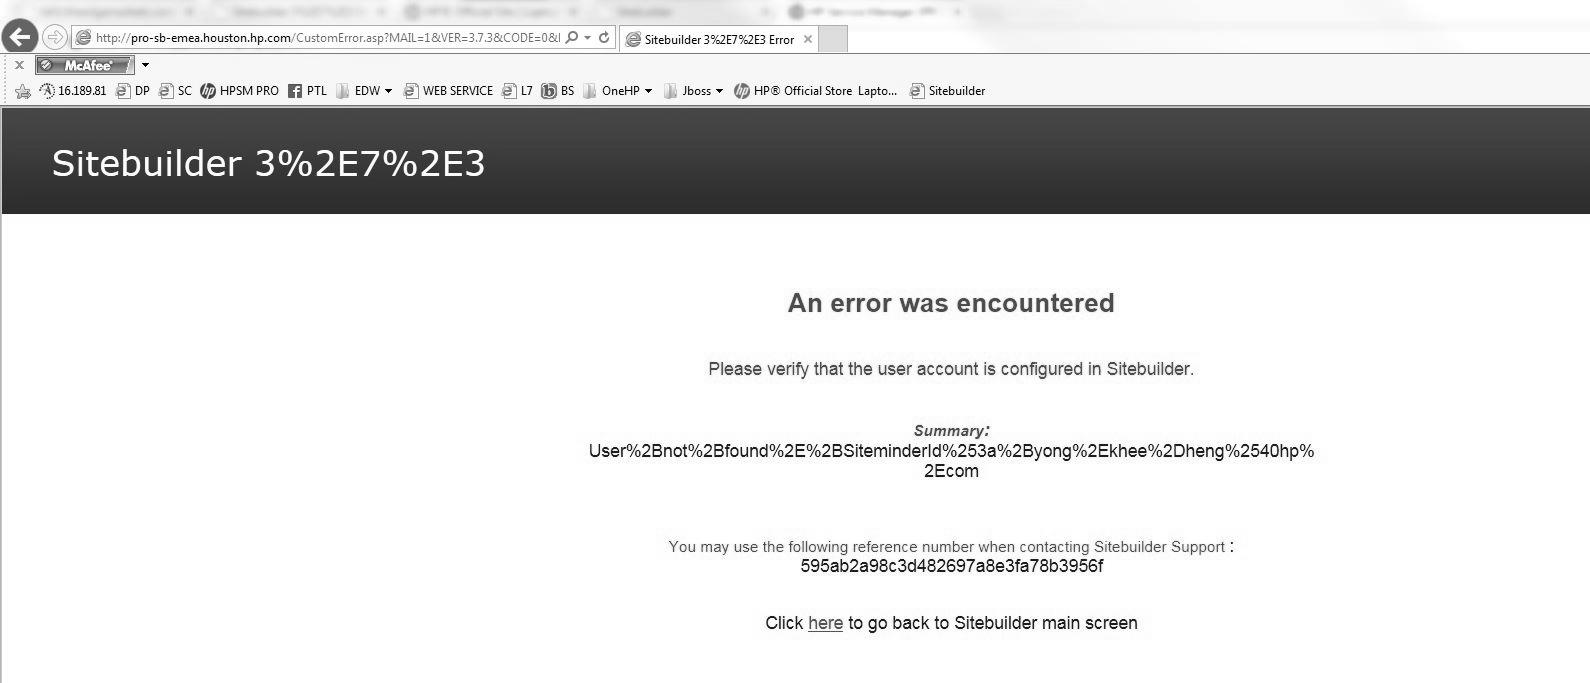 http://pro-sb-emea.houston.hp.com/CustomError.asp?MAIL=1&VER=3.7.3&CODE=0&I
Sitebuilder 3%2E7%2E3 Error
McAfee
16.189.81 DP SC HPSM PRO PTL EDW WEB SERVICE L7 BS OneHP Jboss HP® Official Store Lapto... Sitebuilder
Sitebuilder 3%2E7%2E3
An error was encountered
Please verify that the user account is configured in Sitebuilder.
Summary:
User%2Bnot%2Bfound%2E%2BSiteminderId%253a%2Byong%2Ekhee%2Dheng%2540hp%
2Ecom
You may use the following reference number when contacting Sitebuilder Support :
595ab2a98c3d482697a8e3fa78b3956f
Click here to go back to Sitebuilder main screen